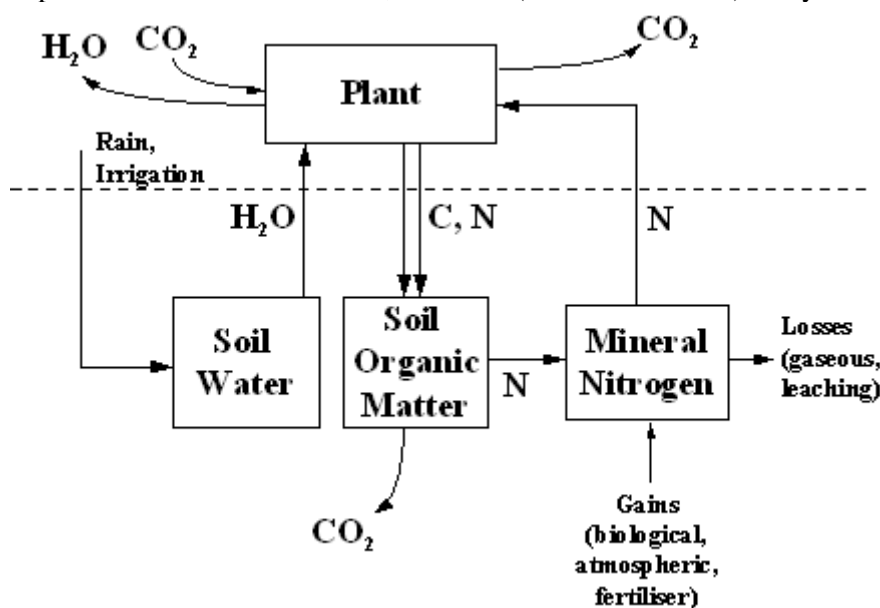 H₂O
CO₂
CO₂
Plant
Rain,
Irrigation
H₂O
C, N
N
Soil
Water
Soil
Organic
Matter
N
Mineral
Nitrogen
Losses
(gaseous,
leaching)
CO₂
Gains
(biological,
atmospheric,
fertiliser)